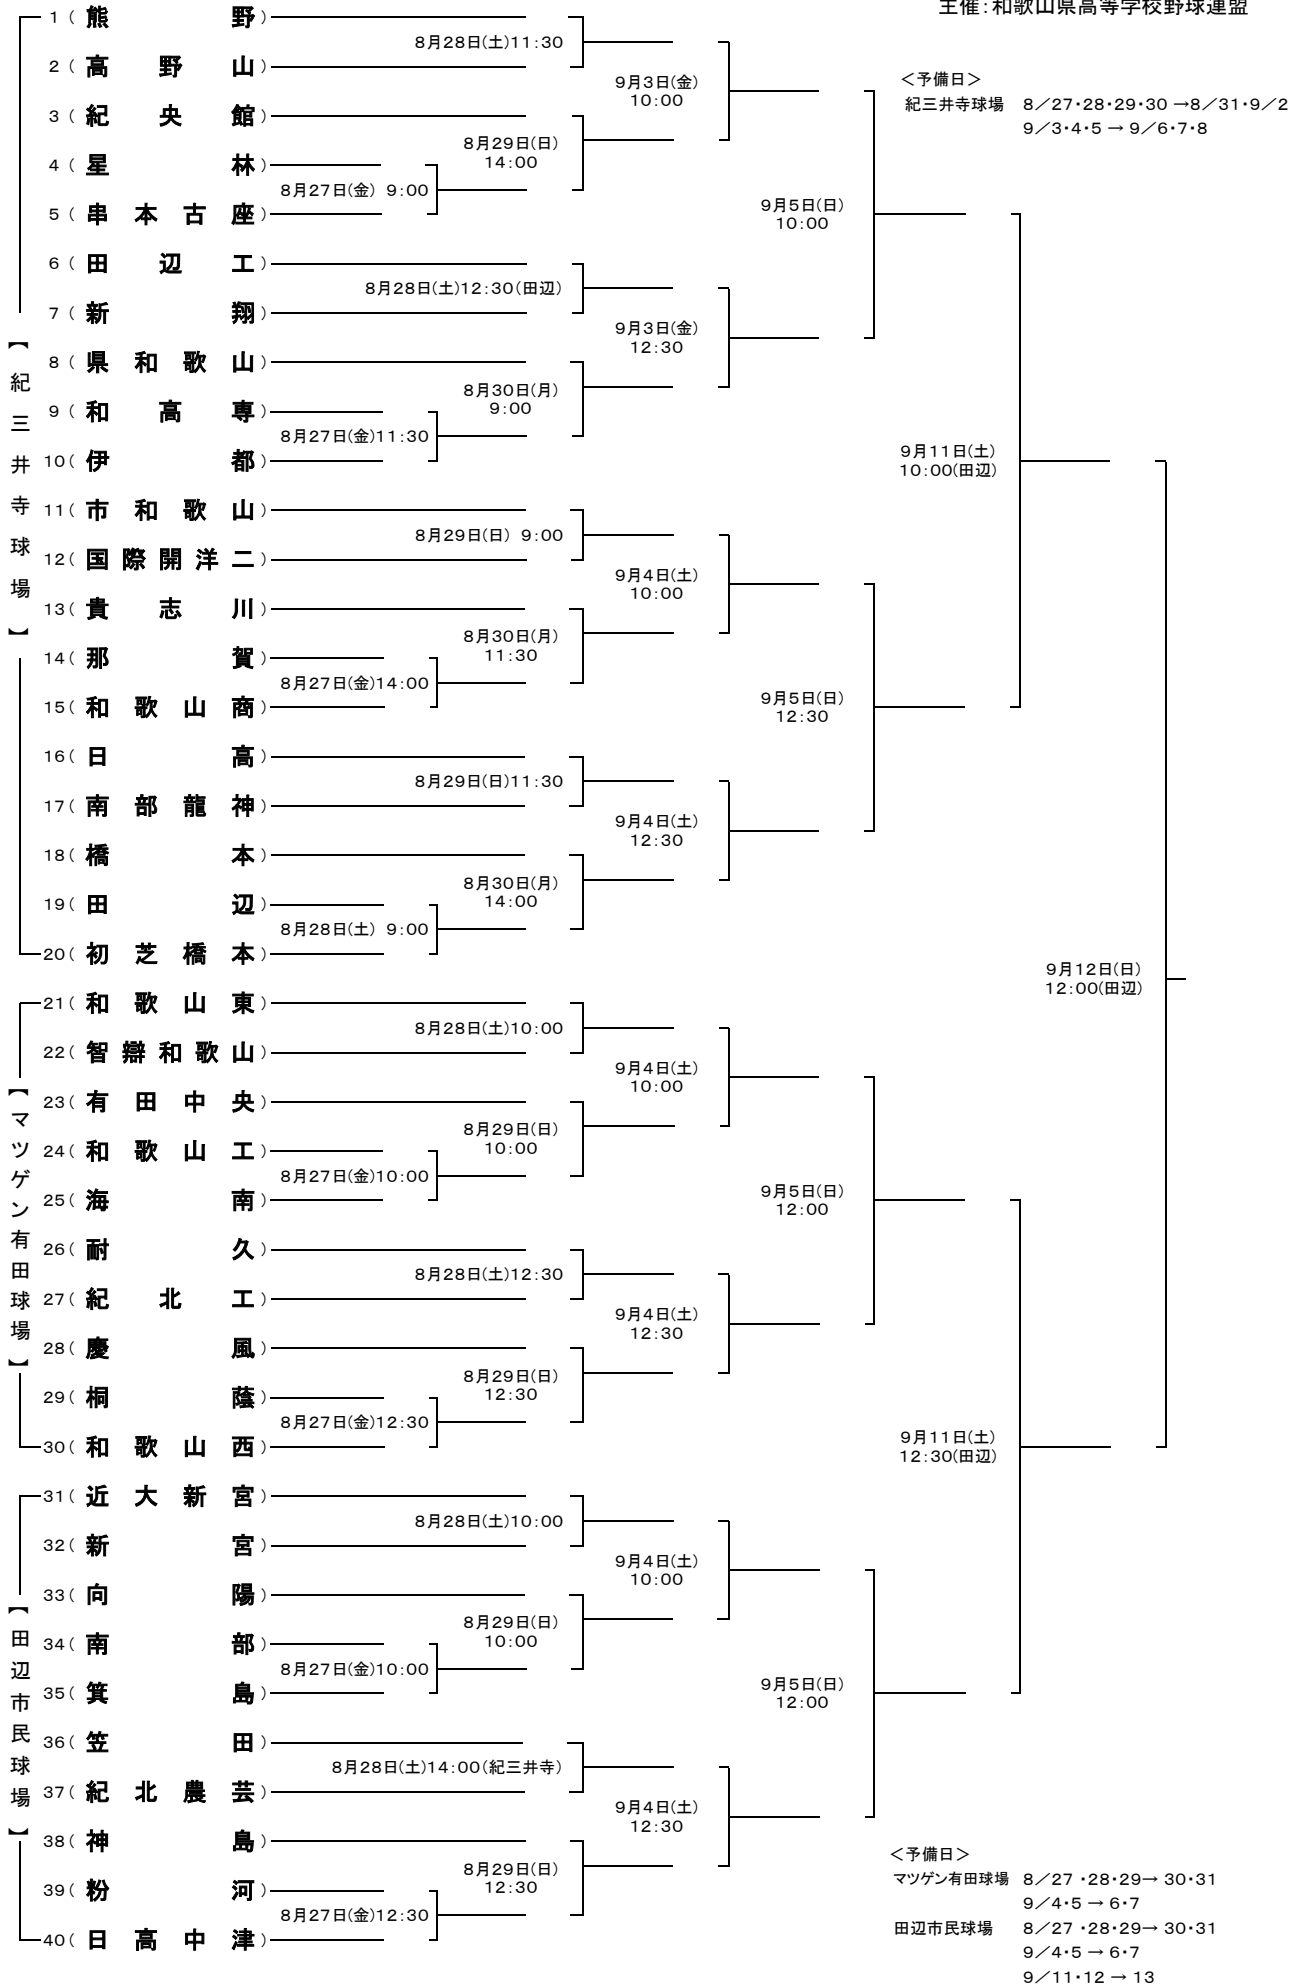 主催：和歌山県高等学校野球連盟
＜予備日＞
紀三井寺球場 8／27・28・29・30 →8／31・9／2
9／3・4・5 → 9／6・7・8
【紀三井寺球場】
1（熊野）
8月28日(土)11:30
2（高野山）
9月3日(金)
10:00
3（紀央館）
8月29日(日)
14:00
4（星林）
8月27日(金) 9:00
5（串本古座）
9月5日(日)
10:00
6（田辺工）
8月28日(土)12:30(田辺)
7（新翔）
9月3日(金)
12:30
8（県和歌山）
8月30日(月)
9:00
9（和高専）
8月27日(金)11:30
10（伊都）
9月11日(土)
10:00(田辺)
11（市和歌山）
8月29日(日) 9:00
12（国際開洋二）
9月4日(土)
10:00
13（貴志川）
8月30日(月)
11:30
14（那賀）
8月27日(金)14:00
15（和歌山商）
9月5日(日)
12:30
16（日高）
8月29日(日)11:30
17（南部龍神）
9月4日(土)
12:30
18（橋本）
8月30日(月)
14:00
19（田辺）
8月28日(土) 9:00
20（初芝橋本）
9月12日(日)
12:00(田辺)
【マツゲン有田球場】
21（和歌山東）
8月28日(土)10:00
22（智辯和歌山）
9月4日(土)
10:00
23（有田中央）
8月29日(日)
10:00
24（和歌山工）
8月27日(金)10:00
25（海南）
9月5日(日)
12:00
26（耐久）
8月28日(土)12:30
27（紀北工）
9月4日(土)
12:30
28（慶風）
8月29日(日)
12:30
29（桐蔭）
8月27日(金)12:30
30（和歌山西）
9月11日(土)
12:30(田辺)
【田辺市民球場】
31（近大新宮）
8月28日(土)10:00
32（新宮）
9月4日(土)
10:00
33（向陽）
8月29日(日)
10:00
34（南部）
8月27日(金)10:00
35（箕島）
9月5日(日)
12:00
36（笠田）
8月28日(土)14:00(紀三井寺)
37（紀北農芸）
9月4日(土)
12:30
38（神島）
8月29日(日)
12:30
39（粉河）
8月27日(金)12:30
40（日高中津）
＜予備日＞
マツゲン有田球場 8／27 ・28・29→ 30・31
9／4・5 → 6・7
田辺市民球場 8／27 ・28・29→ 30・31
9／4・5 → 6・7
9／11・12 → 13